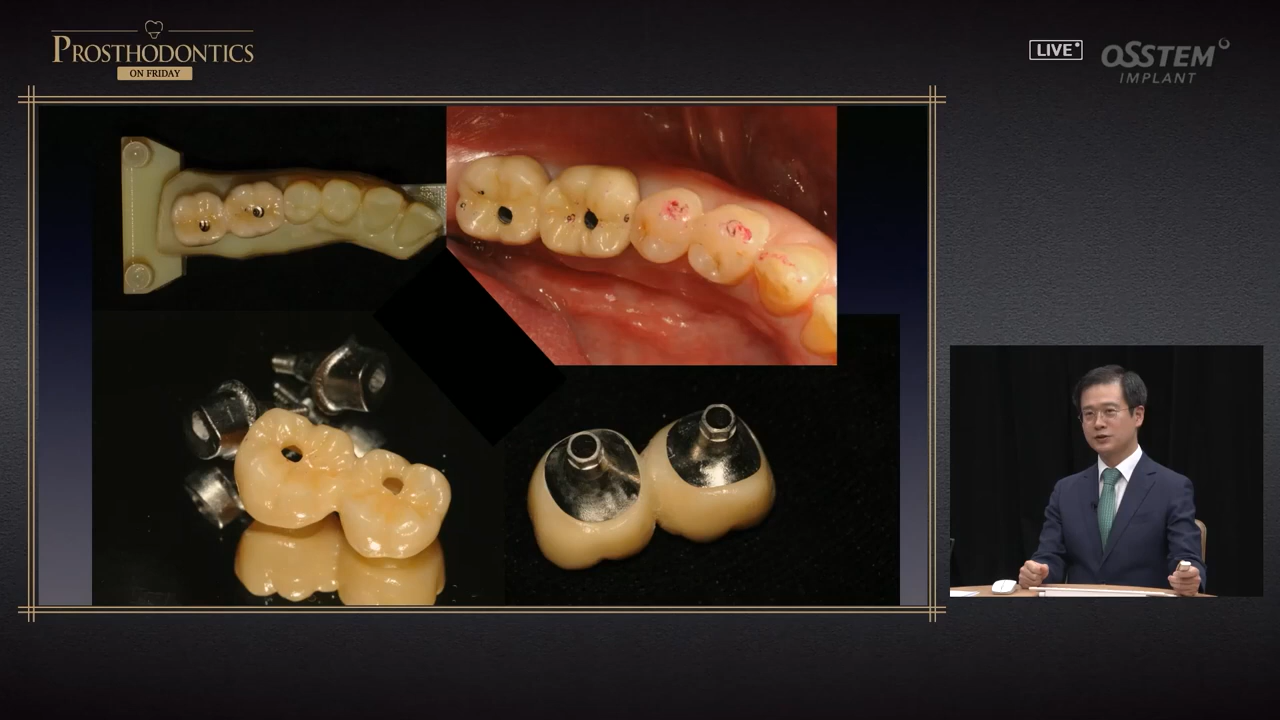 PROSTHODONTICS
ON FRIDAY
LIVE
OSSTEM
IMPLANT